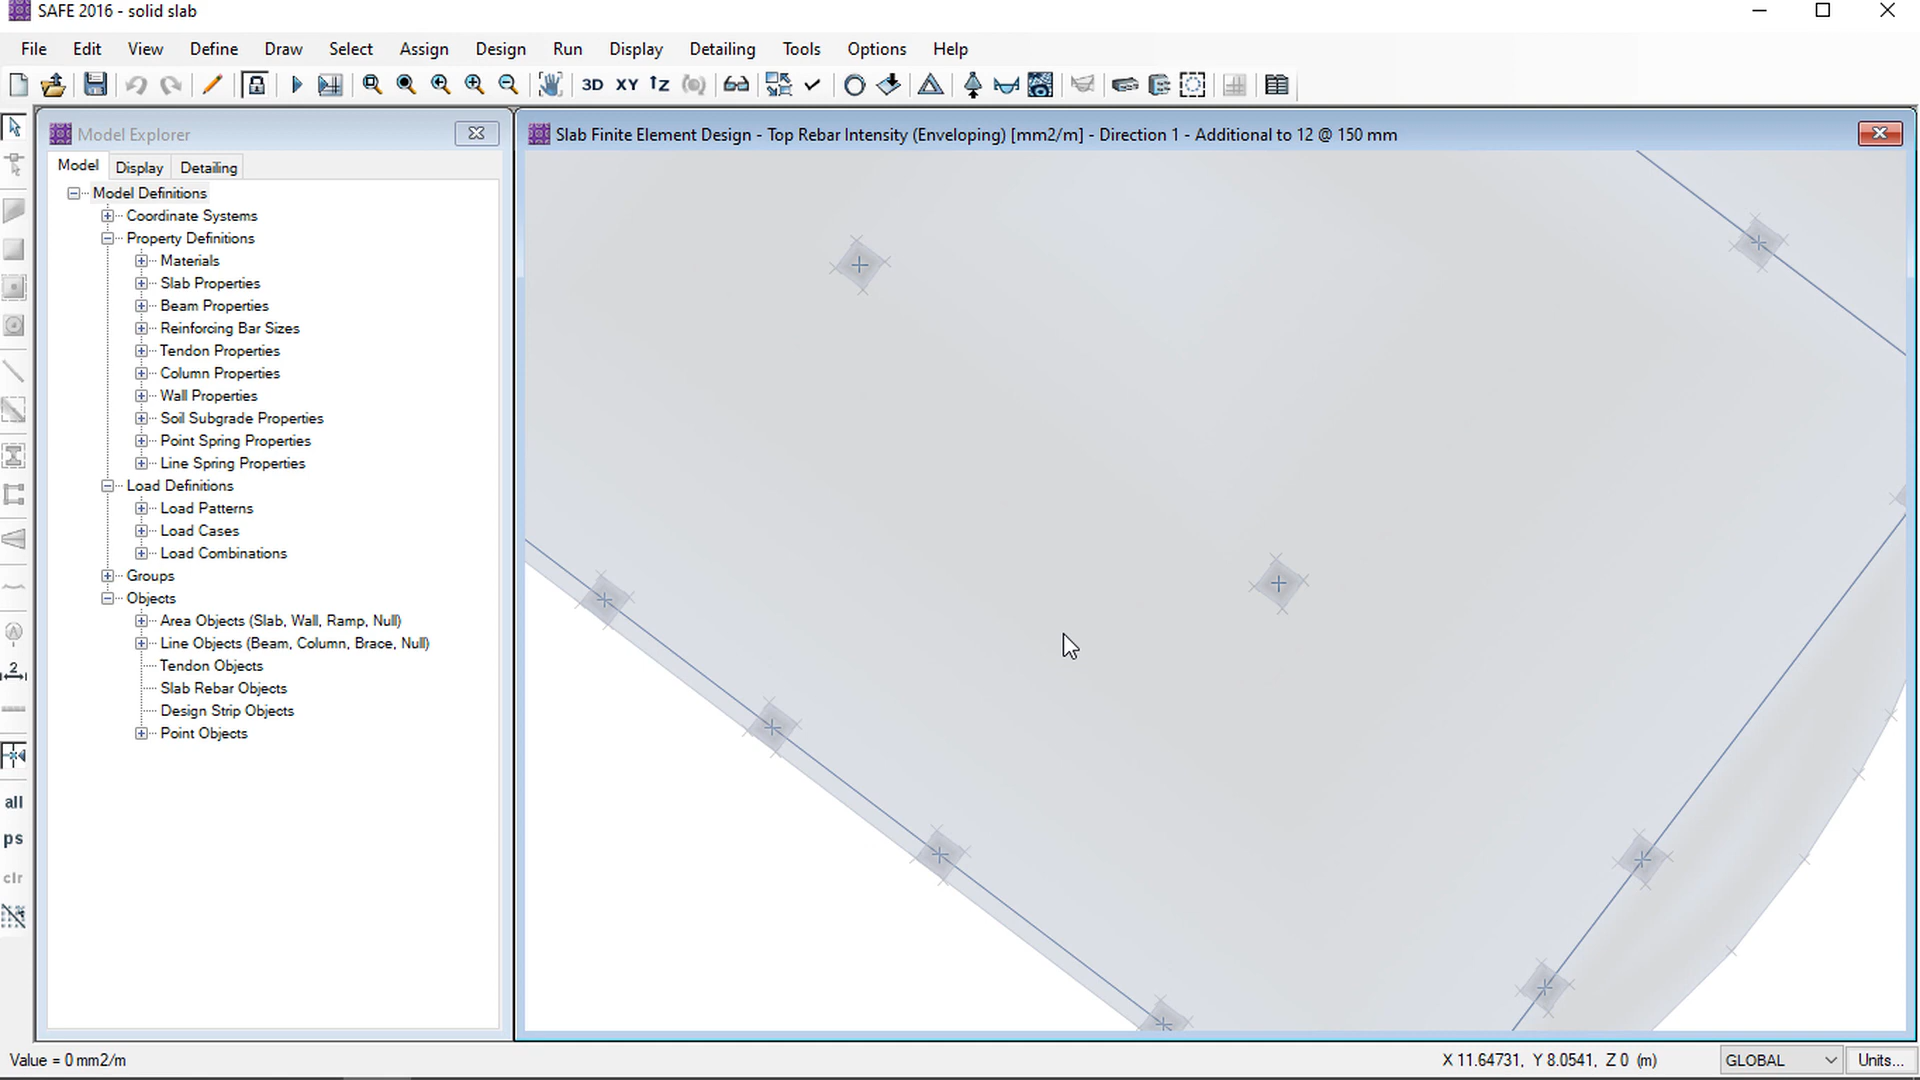 SAFE 2016 - solid slab
File Edit View Define Draw Select Assign Design Run Display Detailing Tools Options Help
3D XY
Model Explorer
Model Display Detailing
Model Definitions
Coordinate Systems
Property Definitions
Materials
Slab Properties
Beam Properties
Reinforcing Bar Sizes
Tendon Properties
Column Properties
Wall Properties
Soil Subgrade Properties
Point Spring Properties
Line Spring Properties
Load Definitions
Load Patterns
Load Cases
Load Combinations
Groups
Objects
Area Objects (Slab, Wall, Ramp, Null)
Line Objects (Beam, Column, Brace, Null)
Tendon Objects
Slab Rebar Objects
Design Strip Objects
Point Objects
2
all
ps
clr
Slab Finite Element Design - Top Rebar Intensity (Enveloping) [mm2/m] - Direction 1 - Additional to 12 @ 150 mm
Value = 0 mm2/m
X 11.64731, Y 8.0541, Z 0 (m)
GLOBAL
Units...